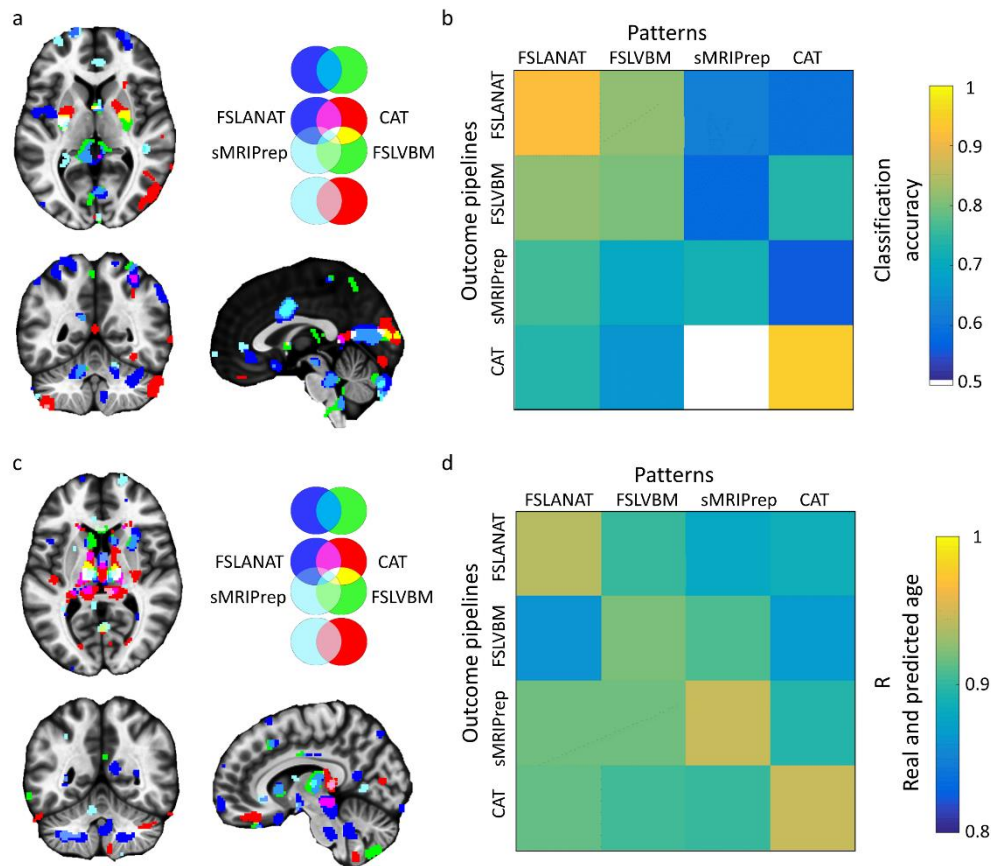 a
FSLANAT CAT
sMRIPrep FSLVBM
b
Patterns
FSLANAT FSLVBM sMRIPrep CAT
Outcome pipelines
FSLANAT
FSLVBM
sMRIPrep
CAT
1
0.9
0.8
0.7
0.6
0.5
Classification
accuracy
c
FSLANAT CAT
sMRIPrep FSLVBM
d
Patterns
FSLANAT FSLVBM sMRIPrep CAT
Outcome pipelines
FSLANAT
FSLVBM
sMRIPrep
CAT
1
0.9
0.8
R
Real and predicted age